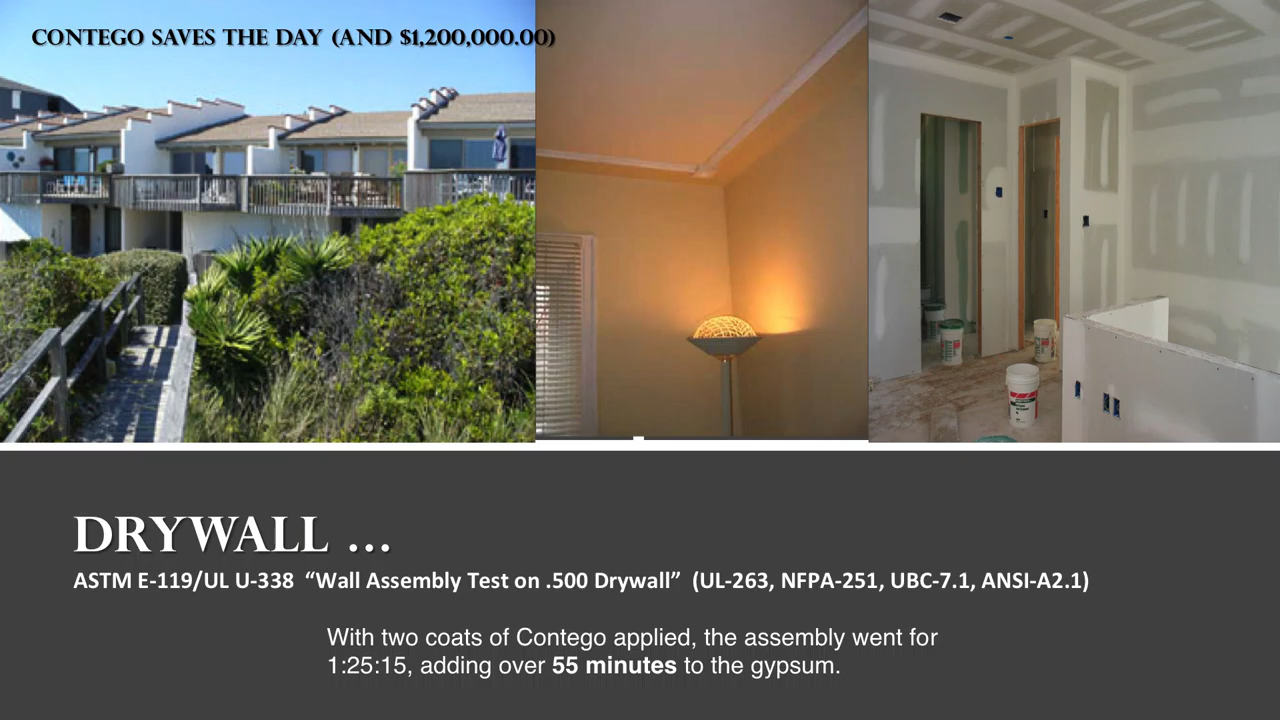 CONTEGO SAVES THE DAY (AND $1,200,000.00)
DRYWALL …
ASTM E-119/UL U-338 “Wall Assembly Test on .500 Drywall” (UL-263, NFPA-251, UBC-7.1, ANSI-A2.1)
With two coats of Contego applied, the assembly went for
1:25:15, adding over 55 minutes to the gypsum.